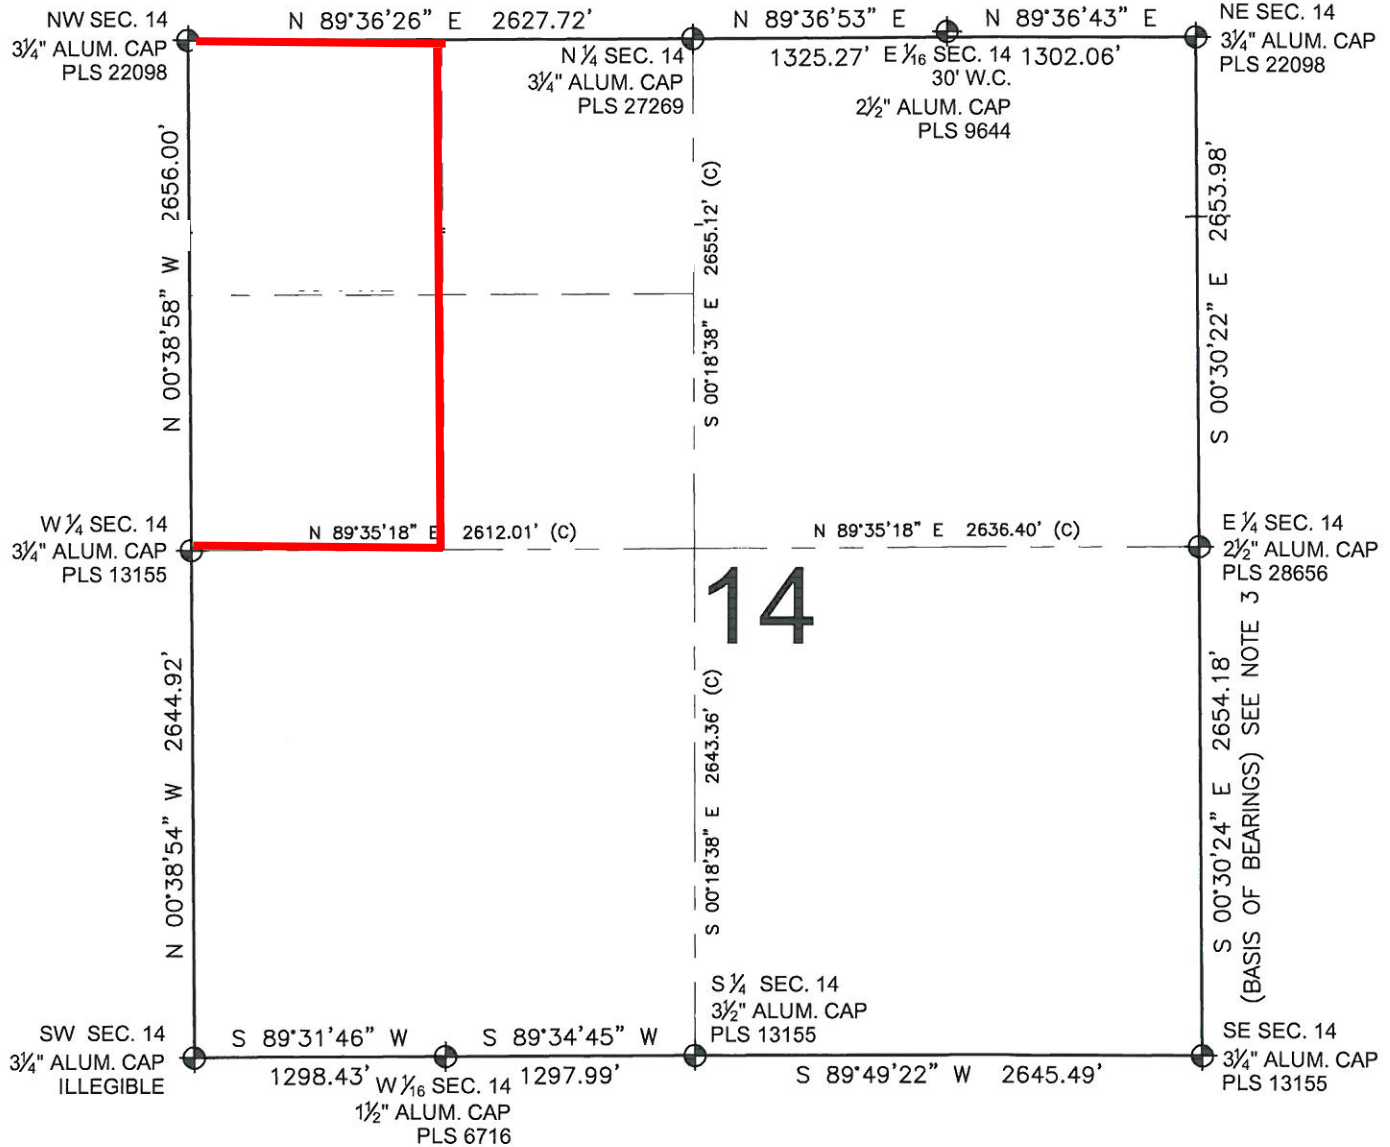 NW SEC. 14
3¼" ALUM. CAP
PLS 22098
N 89°36'26" E 2627.72'
N ¼ SEC. 14
3¼" ALUM. CAP
PLS 27269
N 89°36'53" E
1325.27'
E 1⁄16 SEC. 14
30' W.C.
2½" ALUM. CAP
PLS 9644
N 89°36'43" E
1302.06'
NE SEC. 14
3¼" ALUM. CAP
PLS 22098
N 00°38'58" W 2656.00'
S 00°18'38" E 2655.12' (C)
S 00°30'22" E 2653.98'
W ¼ SEC. 14
3¼" ALUM. CAP
PLS 13155
N 89°35'18" E 2612.01' (C)
N 89°35'18" E 2636.40' (C)
E ¼ SEC. 14
2½" ALUM. CAP
PLS 28656
14
N 00°38'54" W 2644.92'
S 00°18'38" E 2643.36' (C)
S 00°30'24" E 2654.18'
(BASIS OF BEARINGS) SEE NOTE 3
SW SEC. 14
3¼" ALUM. CAP
ILLEGIBLE
S 89°31'46" W
1298.43'
W 1⁄16 SEC. 14
1½" ALUM. CAP
PLS 6716
S 89°34'45" W
1297.99'
S ¼ SEC. 14
3½" ALUM. CAP
PLS 13155
S 89°49'22" W 2645.49'
SE SEC. 14
3¼" ALUM. CAP
PLS 13155